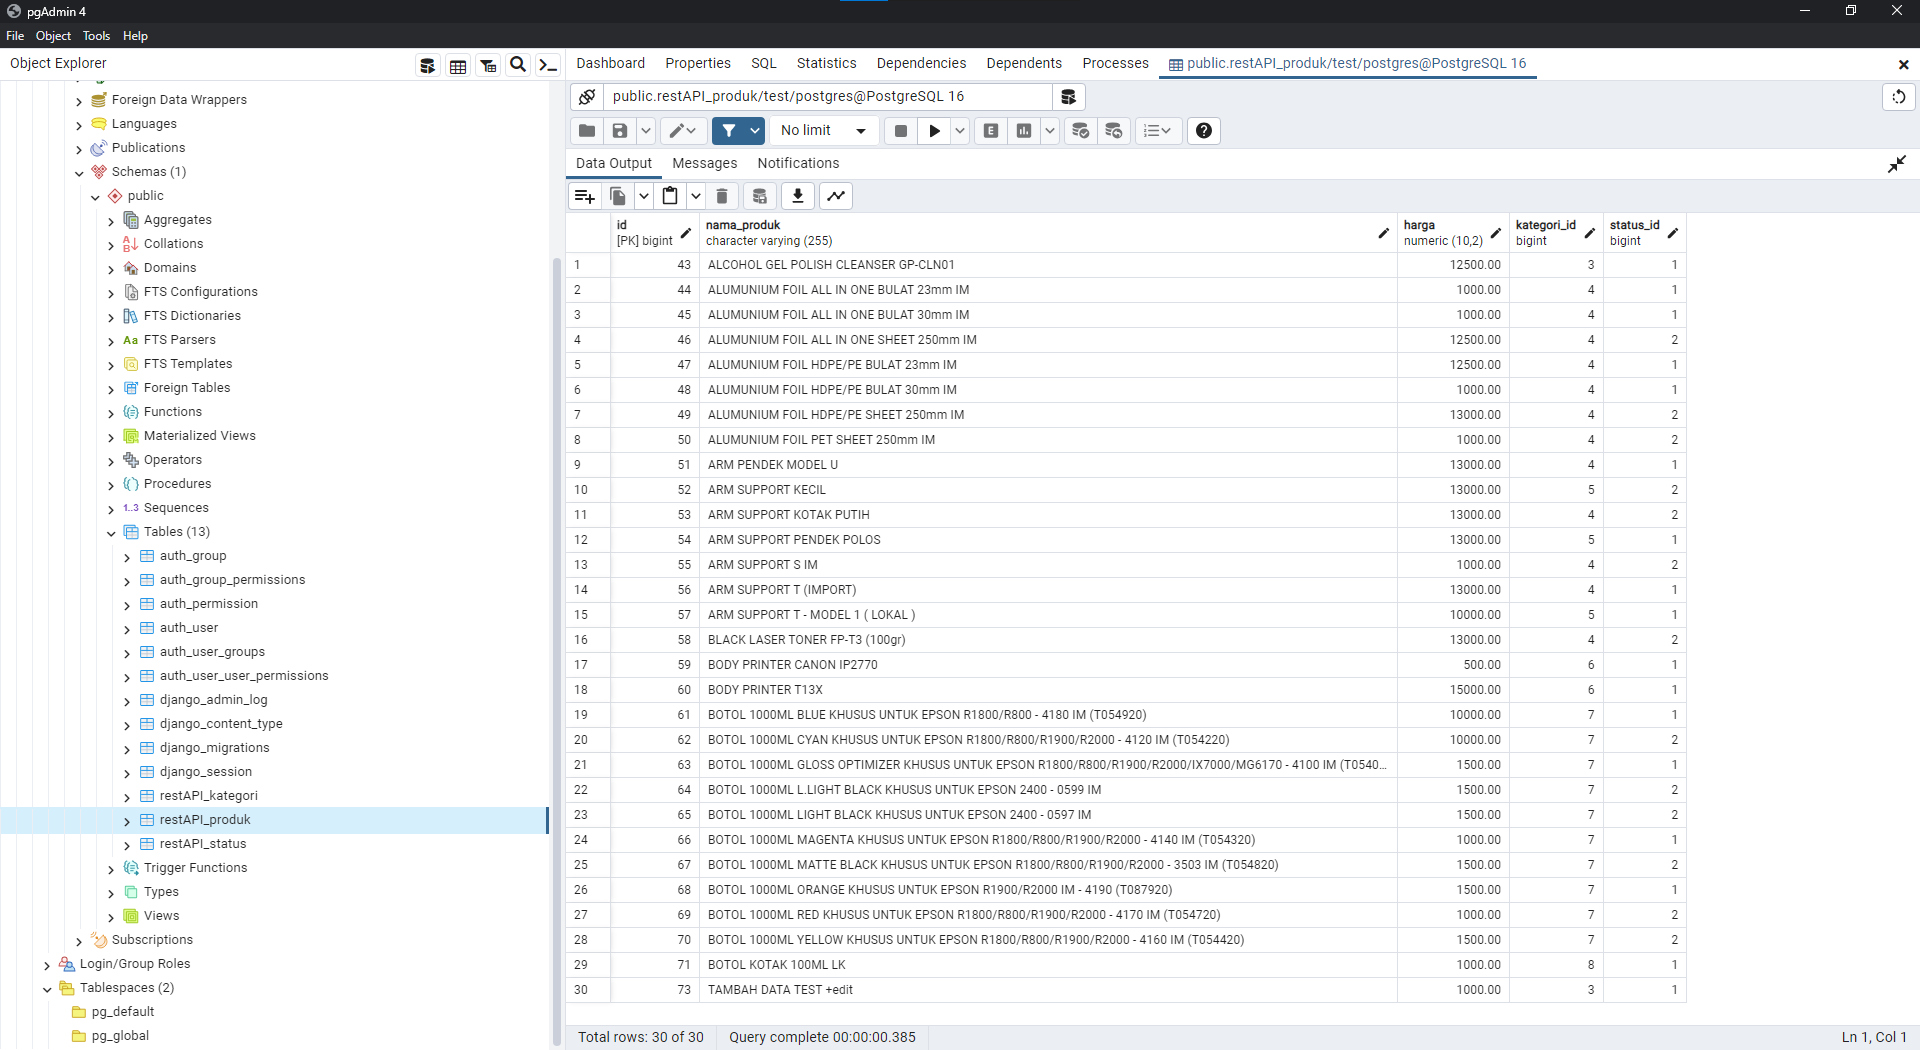 pgAdmin 4
File Object Tools Help
Object Explorer
Foreign Data Wrappers
Languages
Publications
Schemas (1)
public
Aggregates
Collations
Domains
FTS Configurations
FTS Dictionaries
Aa FTS Parsers
FTS Templates
Foreign Tables
Functions
Materialized Views
Operators
Procedures
1..3 Sequences
Tables (13)
auth_group
auth_group_permissions
auth_permission
auth_user
auth_user_groups
auth_user_user_permissions
django_admin_log
django_content_type
django_migrations
django_session
restAPI_kategori
restAPI_produk
restAPI_status
Trigger Functions
Types
Views
Subscriptions
Login/Group Roles
Tablespaces (2)
pg_default
pg_global
Dashboard Properties SQL Statistics Dependencies Dependents Processes public.restAPI_produk/test/postgres@PostgreSQL 16
public.restAPI_produk/test/postgres@PostgreSQL 16
No limit E
Data Output Messages Notifications
id nama_produk harga kategori_id status_id
[PK] bigint character varying (255) numeric (10,2) bigint bigint
1 43 ALCOHOL GEL POLISH CLEANSER GP-CLN01 12500.00 3 1
2 44 ALUMUNIUM FOIL ALL IN ONE BULAT 23mm IM 1000.00 4 1
3 45 ALUMUNIUM FOIL ALL IN ONE BULAT 30mm IM 1000.00 4 1
4 46 ALUMUNIUM FOIL ALL IN ONE SHEET 250mm IM 12500.00 4 2
5 47 ALUMUNIUM FOIL HDPE/PE BULAT 23mm IM 12500.00 4 1
6 48 ALUMUNIUM FOIL HDPE/PE BULAT 30mm IM 1000.00 4 1
7 49 ALUMUNIUM FOIL HDPE/PE SHEET 250mm IM 13000.00 4 2
8 50 ALUMUNIUM FOIL PET SHEET 250mm IM 1000.00 4 2
9 51 ARM PENDEK MODEL U 13000.00 4 1
10 52 ARM SUPPORT KECIL 13000.00 5 2
11 53 ARM SUPPORT KOTAK PUTIH 13000.00 4 2
12 54 ARM SUPPORT PENDEK POLOS 13000.00 5 1
13 55 ARM SUPPORT S IM 1000.00 4 2
14 56 ARM SUPPORT T (IMPORT) 13000.00 4 1
15 57 ARM SUPPORT T - MODEL 1 ( LOKAL ) 10000.00 5 1
16 58 BLACK LASER TONER FP-T3 (100gr) 13000.00 4 2
17 59 BODY PRINTER CANON IP2770 500.00 6 1
18 60 BODY PRINTER T13X 15000.00 6 1
19 61 BOTOL 1000ML BLUE KHUSUS UNTUK EPSON R1800/R800 - 4180 IM (T054920) 10000.00 7 1
20 62 BOTOL 1000ML CYAN KHUSUS UNTUK EPSON R1800/R800/R1900/R2000 - 4120 IM (T054220) 10000.00 7 2
21 63 BOTOL 1000ML GLOSS OPTIMIZER KHUSUS UNTUK EPSON R1800/R800/R1900/R2000/IX7000/MG6170 - 4100 IM (T0540... 1500.00 7 1
22 64 BOTOL 1000ML L.LIGHT BLACK KHUSUS UNTUK EPSON 2400 - 0599 IM 1500.00 7 2
23 65 BOTOL 1000ML LIGHT BLACK KHUSUS UNTUK EPSON 2400 - 0597 IM 1500.00 7 2
24 66 BOTOL 1000ML MAGENTA KHUSUS UNTUK EPSON R1800/R800/R1900/R2000 - 4140 IM (T054320) 1000.00 7 1
25 67 BOTOL 1000ML MATTE BLACK KHUSUS UNTUK EPSON R1800/R800/R1900/R2000 - 3503 IM (T054820) 1500.00 7 2
26 68 BOTOL 1000ML ORANGE KHUSUS UNTUK EPSON R1900/R2000 IM - 4190 (T087920) 1500.00 7 1
27 69 BOTOL 1000ML RED KHUSUS UNTUK EPSON R1800/R800/R1900/R2000 - 4170 IM (T054720) 1000.00 7 2
28 70 BOTOL 1000ML YELLOW KHUSUS UNTUK EPSON R1800/R800/R1900/R2000 - 4160 IM (T054420) 1500.00 7 2
29 71 BOTOL KOTAK 100ML LK 1000.00 8 1
30 73 TAMBAH DATA TEST +edit 1000.00 3 1
Total rows: 30 of 30 Query complete 00:00:00.385 Ln 1, Col 1